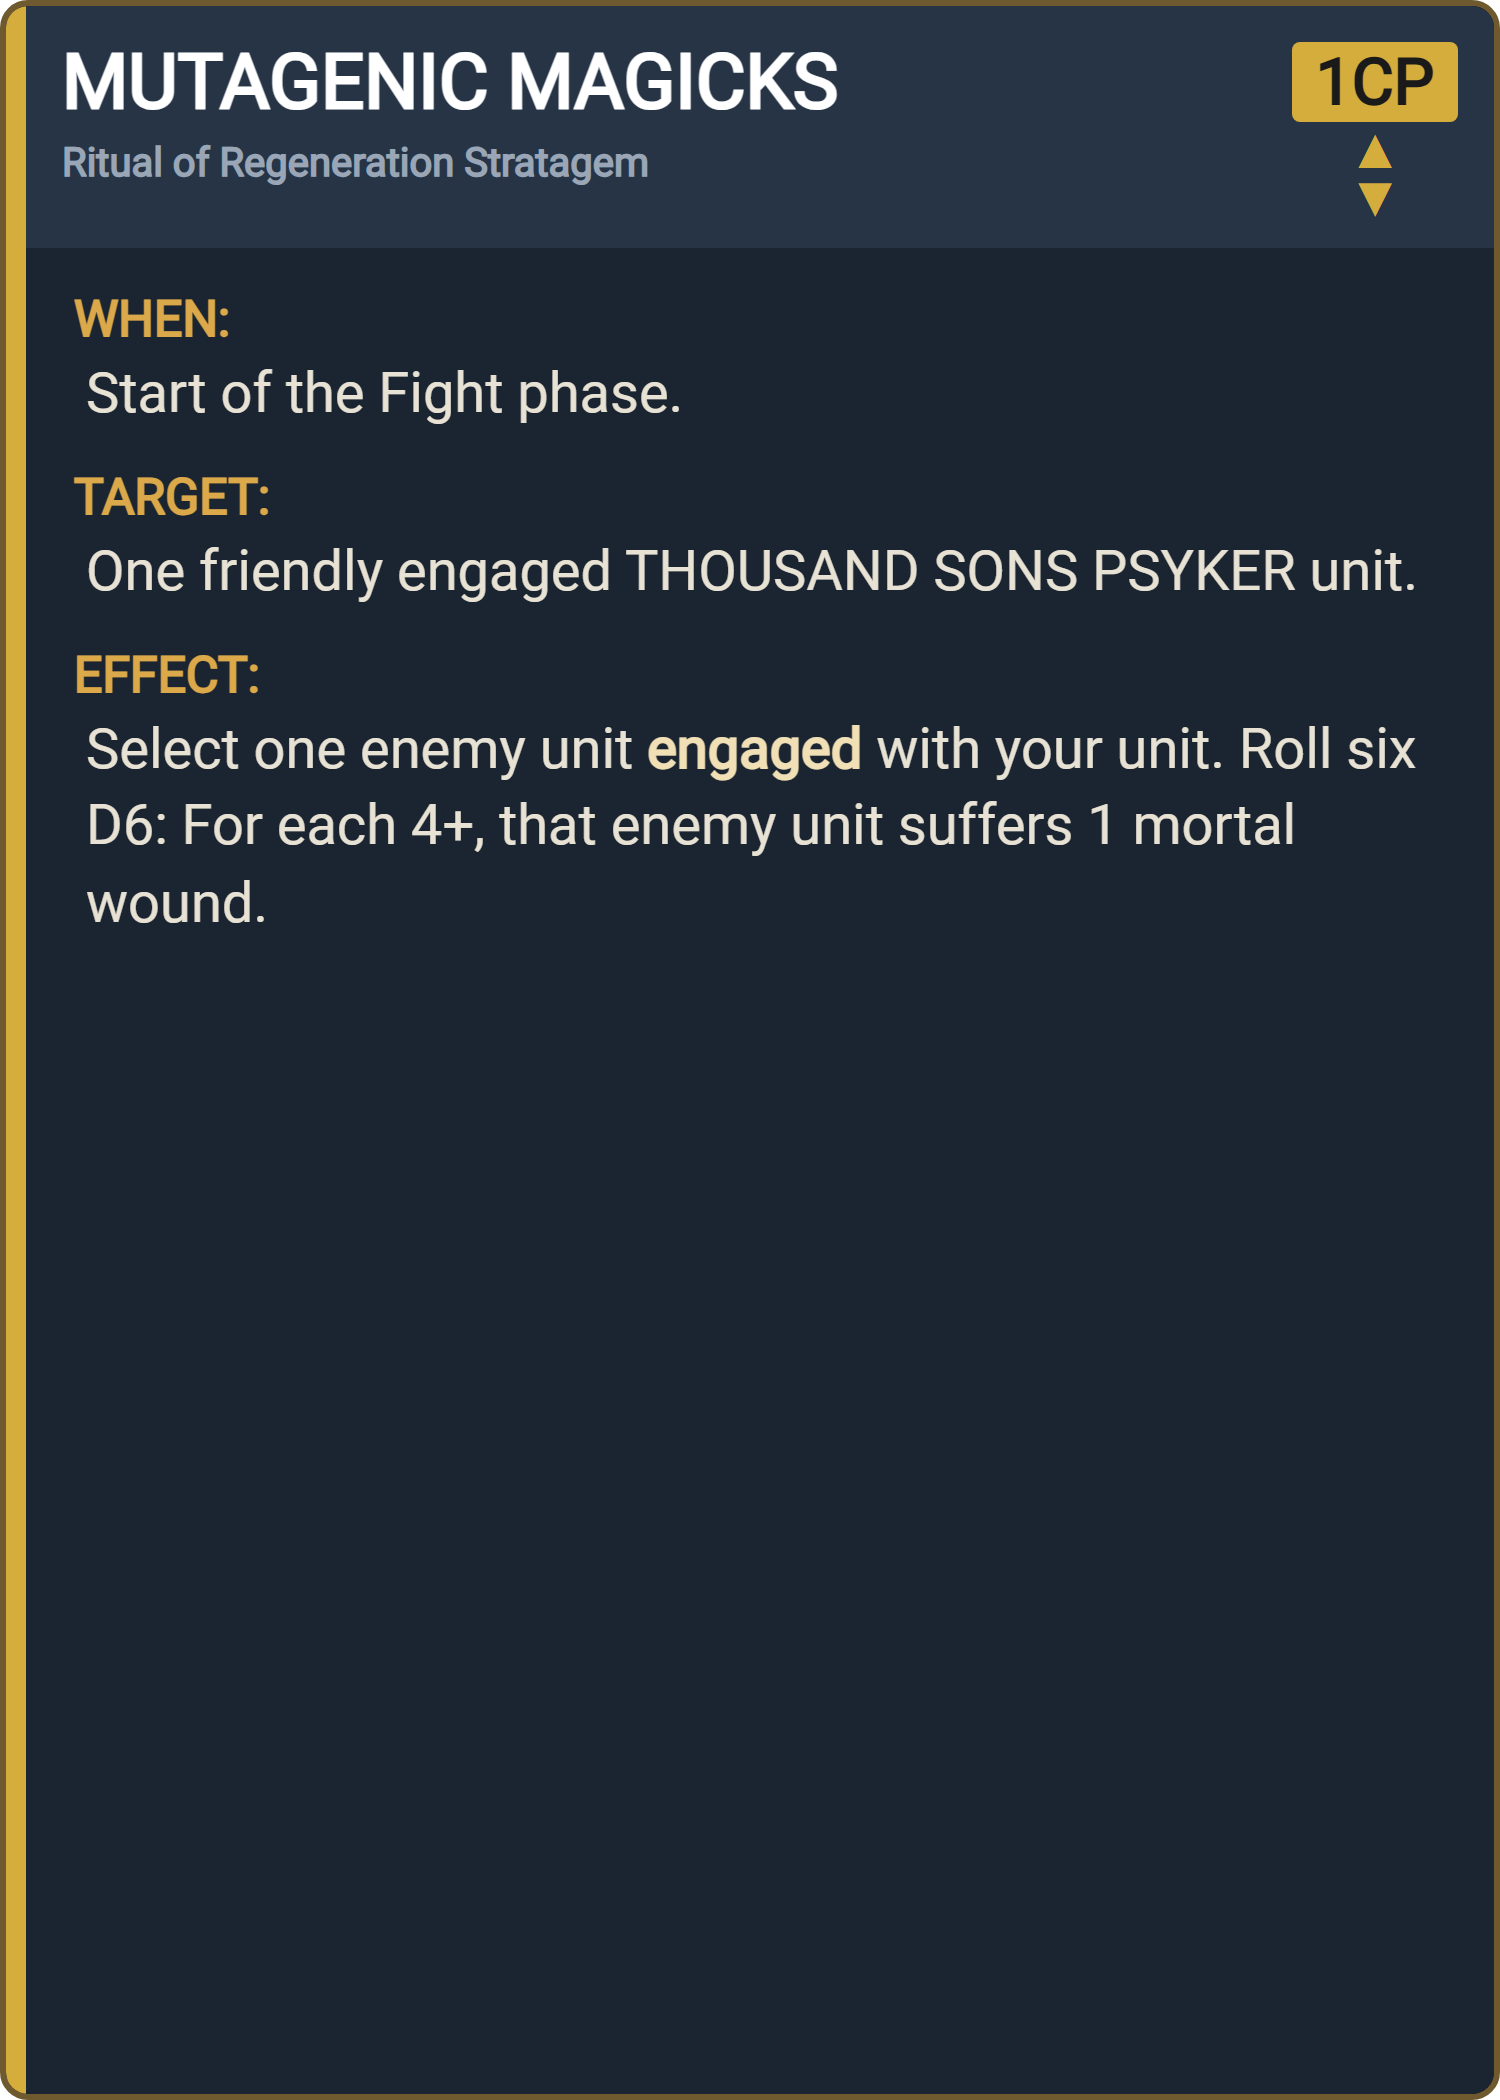 MUTAGENIC MAGICKS
1CP
Ritual of Regeneration Stratagem
▲
▼
WHEN:
Start of the Fight phase.
TARGET:
One friendly engaged THOUSAND SONS PSYKER unit.
EFFECT:
Select one enemy unit engaged with your unit. Roll six
D6: For each 4+, that enemy unit suffers 1 mortal
wound.